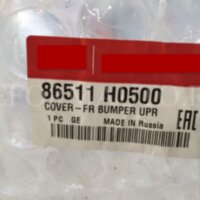 86511 H0500
COVER-FR BUMPER UPR
1 PC GE MADE IN Russia
EAC